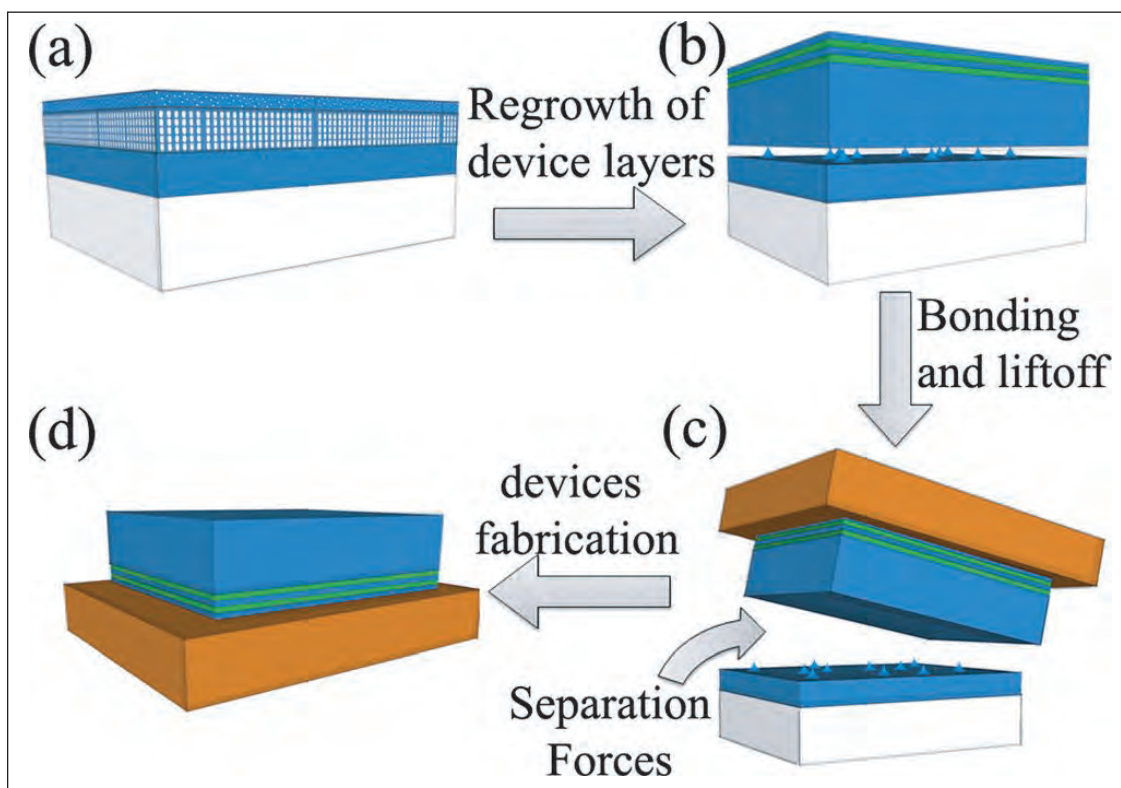 (a)
Regrowth of
device layers
(b)
Bonding
and liftoff
(c)
Separation
Forces
devices
fabrication
(d)